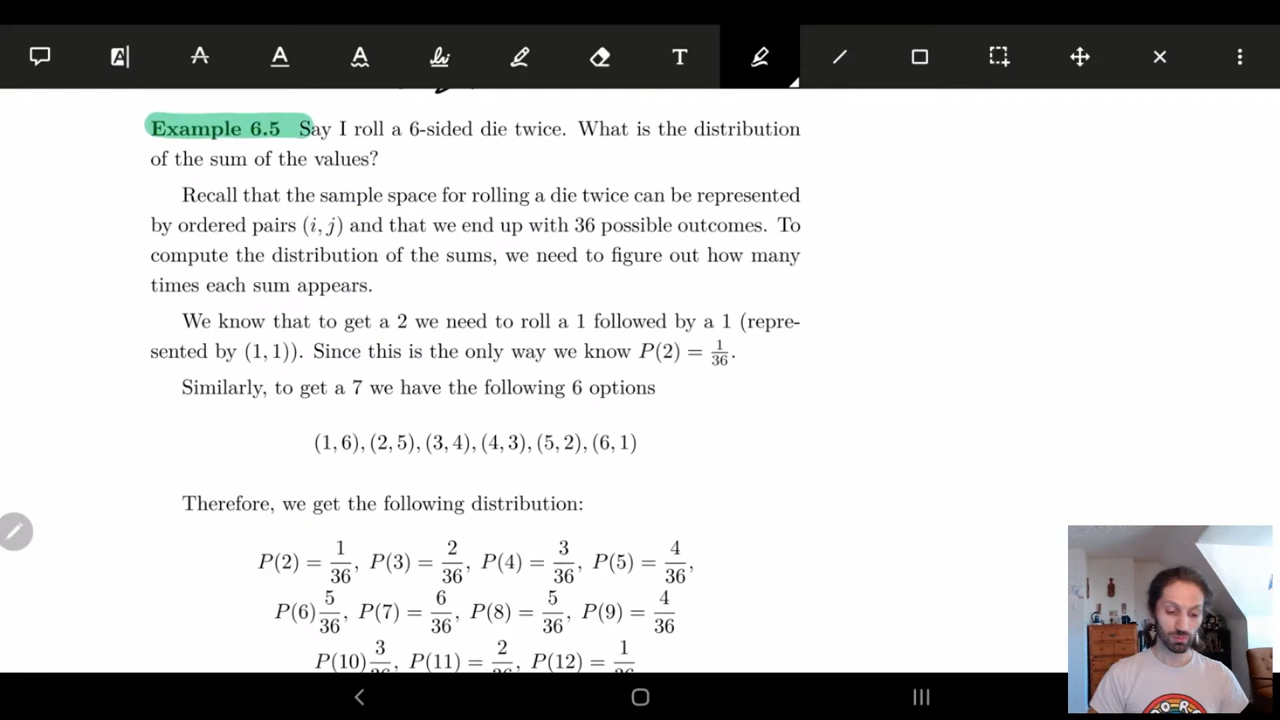 Example 6.5 Say I roll a 6-sided die twice. What is the distribution
of the sum of the values?
Recall that the sample space for rolling a die twice can be represented
by ordered pairs (i, j) and that we end up with 36 possible outcomes. To
compute the distribution of the sums, we need to figure out how many
times each sum appears.
We know that to get a 2 we need to roll a 1 followed by a 1 (repre-
sented by (1, 1)). Since this is the only way we know P(2) = 1/36.
Similarly, to get a 7 we have the following 6 options
(1, 6), (2, 5), (3, 4), (4, 3), (5, 2), (6, 1)
Therefore, we get the following distribution:
P(2) = 1/36, P(3) = 2/36, P(4) = 3/36, P(5) = 4/36,
P(6) 5/36, P(7) = 6/36, P(8) = 5/36, P(9) = 4/36
P(10) 3/36, P(11) = 2/36, P(12) = 1/36